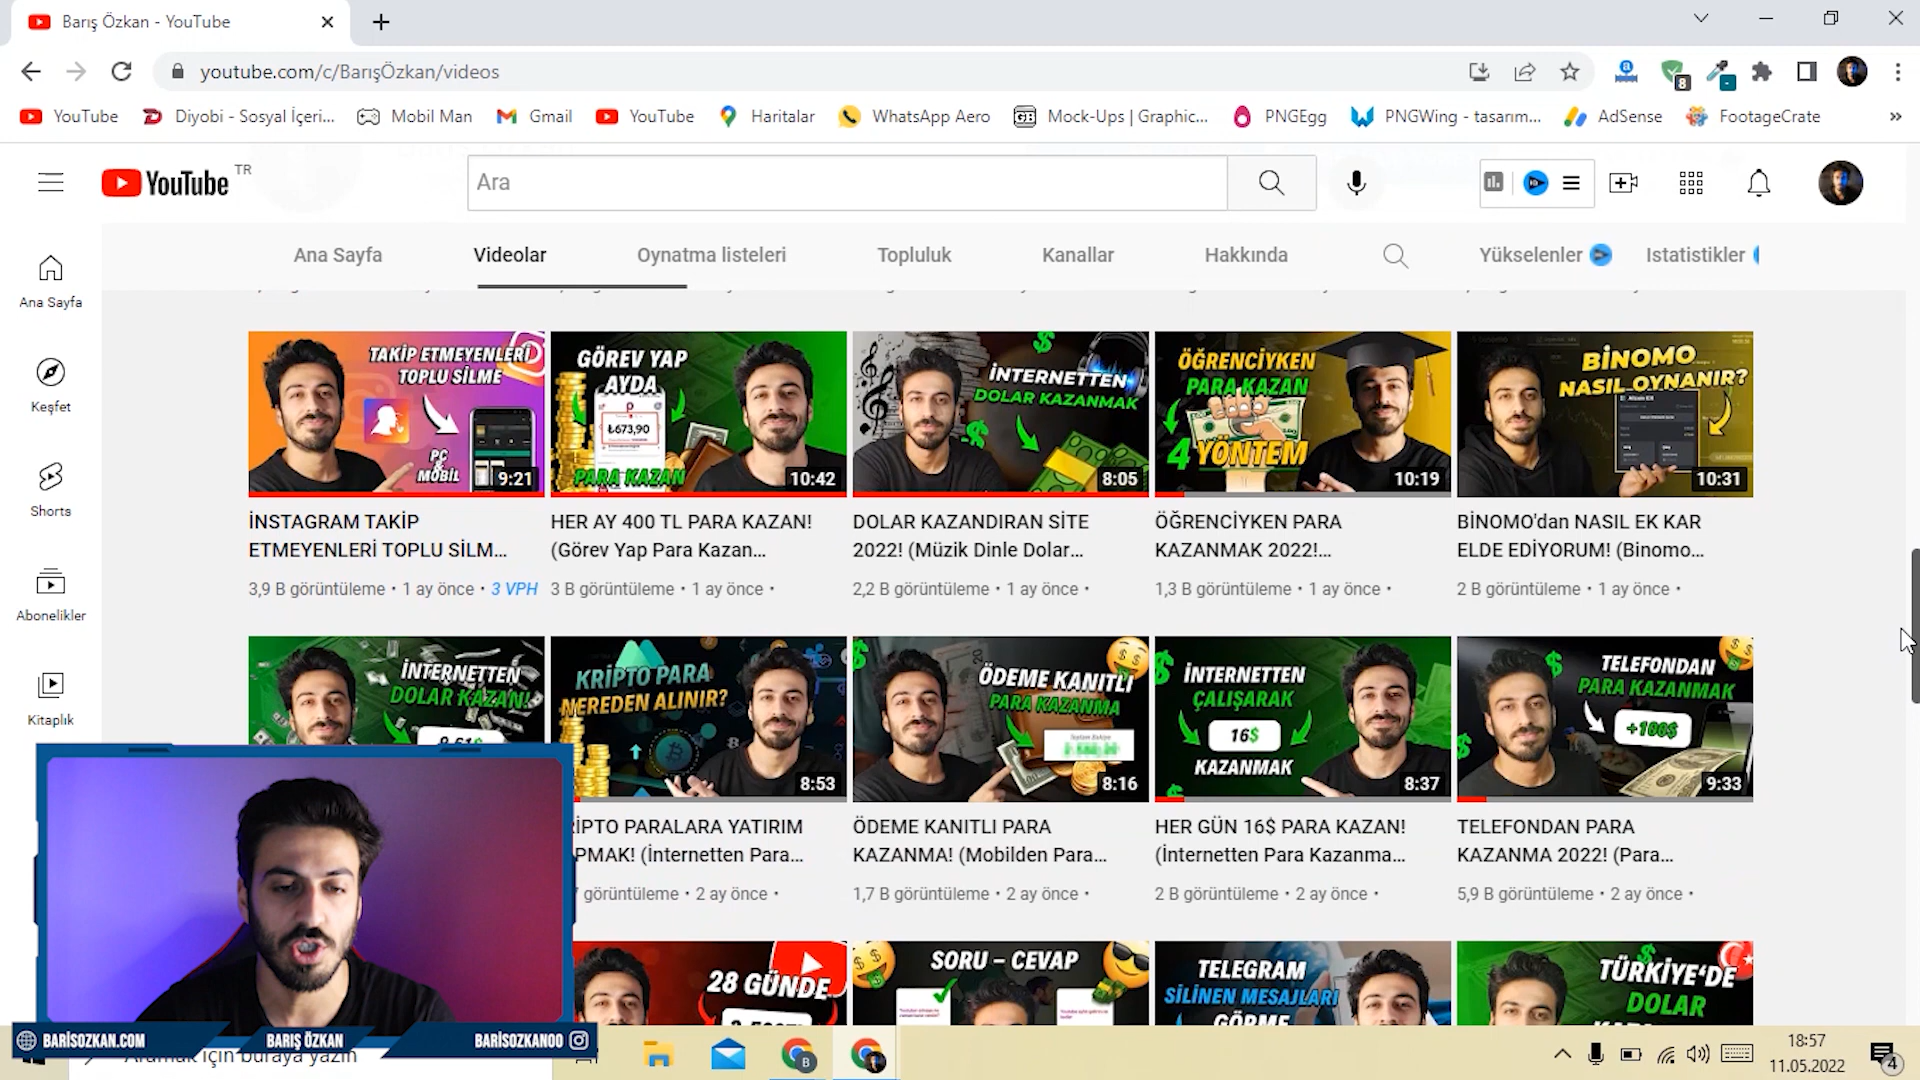 Barış Özkan - YouTube
youtube.com/c/BarışÖzkan/videos
8
YouTube
Diyobi - Sosyal İçeri...
Mobil Man
Gmail
YouTube
Haritalar
WhatsApp Aero
Mock-Ups | Graphic...
PNGEgg
PNGWing - tasarım...
AdSense
FootageCrate
YouTube TR
Ara
Ana Sayfa
Videolar
Oynatma listeleri
Topluluk
Kanallar
Hakkında
Yükselenler
Istatistikler
Ana Sayfa
Keşfet
Shorts
Abonelikler
Kitaplık
TAKİP ETMEYENLERİ
TOPLU SİLME
PC
&
MOBİL
9:21
GÖREV YAP
AYDA
₺673,90
PARA KAZAN
10:42
İNTERNETTEN
DOLAR KAZANMAK
8:05
ÖĞRENCİYKEN
PARA KAZAN
4 YÖNTEM
10:19
BİNOMO
NASIL OYNANIR?
10:31
İNSTAGRAM TAKİP
ETMEYENLERİ TOPLU SİLM...
3,9 B görüntüleme • 1 ay önce • 3 VPH
HER AY 400 TL PARA KAZAN!
(Görev Yap Para Kazan...
3 B görüntüleme • 1 ay önce •
DOLAR KAZANDIRAN SİTE
2022! (Müzik Dinle Dolar...
2,2 B görüntüleme • 1 ay önce •
ÖĞRENCİYKEN PARA
KAZANMAK 2022!...
1,3 B görüntüleme • 1 ay önce •
BİNOMO'dan NASIL EK KAR
ELDE EDİYORUM! (Binomo...
2 B görüntüleme • 1 ay önce •
İNTERNETTEN
DOLAR KAZAN!
KRİPTO PARA
NEREDEN ALINIR?
8:53
ÖDEME KANITLI
PARA KAZANMA
8:16
İNTERNETTEN
ÇALIŞARAK
16$
KAZANMAK
8:37
TELEFONDAN
PARA KAZANMAK
+100$
9:33
RİPTO PARALARA YATIRIM
PMAK! (İnternetten Para...
görüntüleme • 2 ay önce •
ÖDEME KANITLI PARA
KAZANMA! (Mobilden Para...
1,7 B görüntüleme • 2 ay önce •
HER GÜN 16$ PARA KAZAN!
(İnternetten Para Kazanma...
2 B görüntüleme • 2 ay önce •
TELEFONDAN PARA
KAZANMA 2022! (Para...
5,9 B görüntüleme • 2 ay önce •
28 GÜNDE
SORU – CEVAP
TELEGRAM
SİLİNEN MESAJLARI
GÖRME
TÜRKİYE'DE
DOLAR
BARISOZKAN.COM
BARIŞ ÖZKAN
BARISOZKANOO
Aramak için buraya yazın
B
18:57
11.05.2022
4